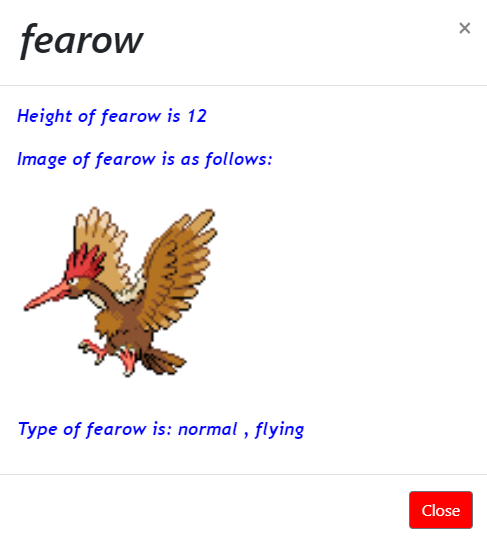 fearow
×
Height of fearow is 12
Image of fearow is as follows:
Type of fearow is: normal , flying
Close